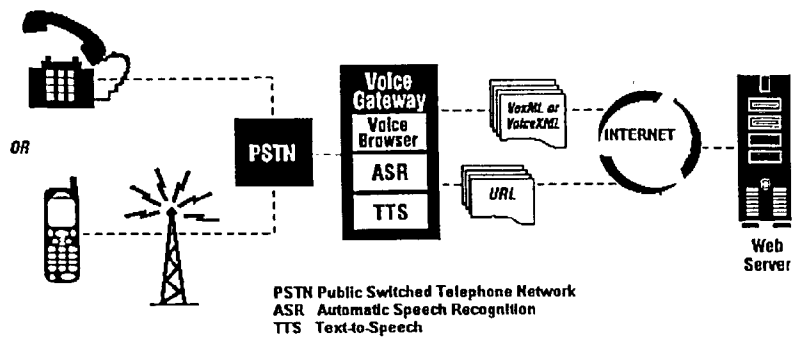 OR
PSTN
Voice
Gateway
Voice
Browser
ASR
TTS
VoxML or
VoiceXML
URL
INTERNET
Web
Server
PSTN Public Switched Telephone Network
ASR Automatic Speech Recognition
TTS Text-to-Speech